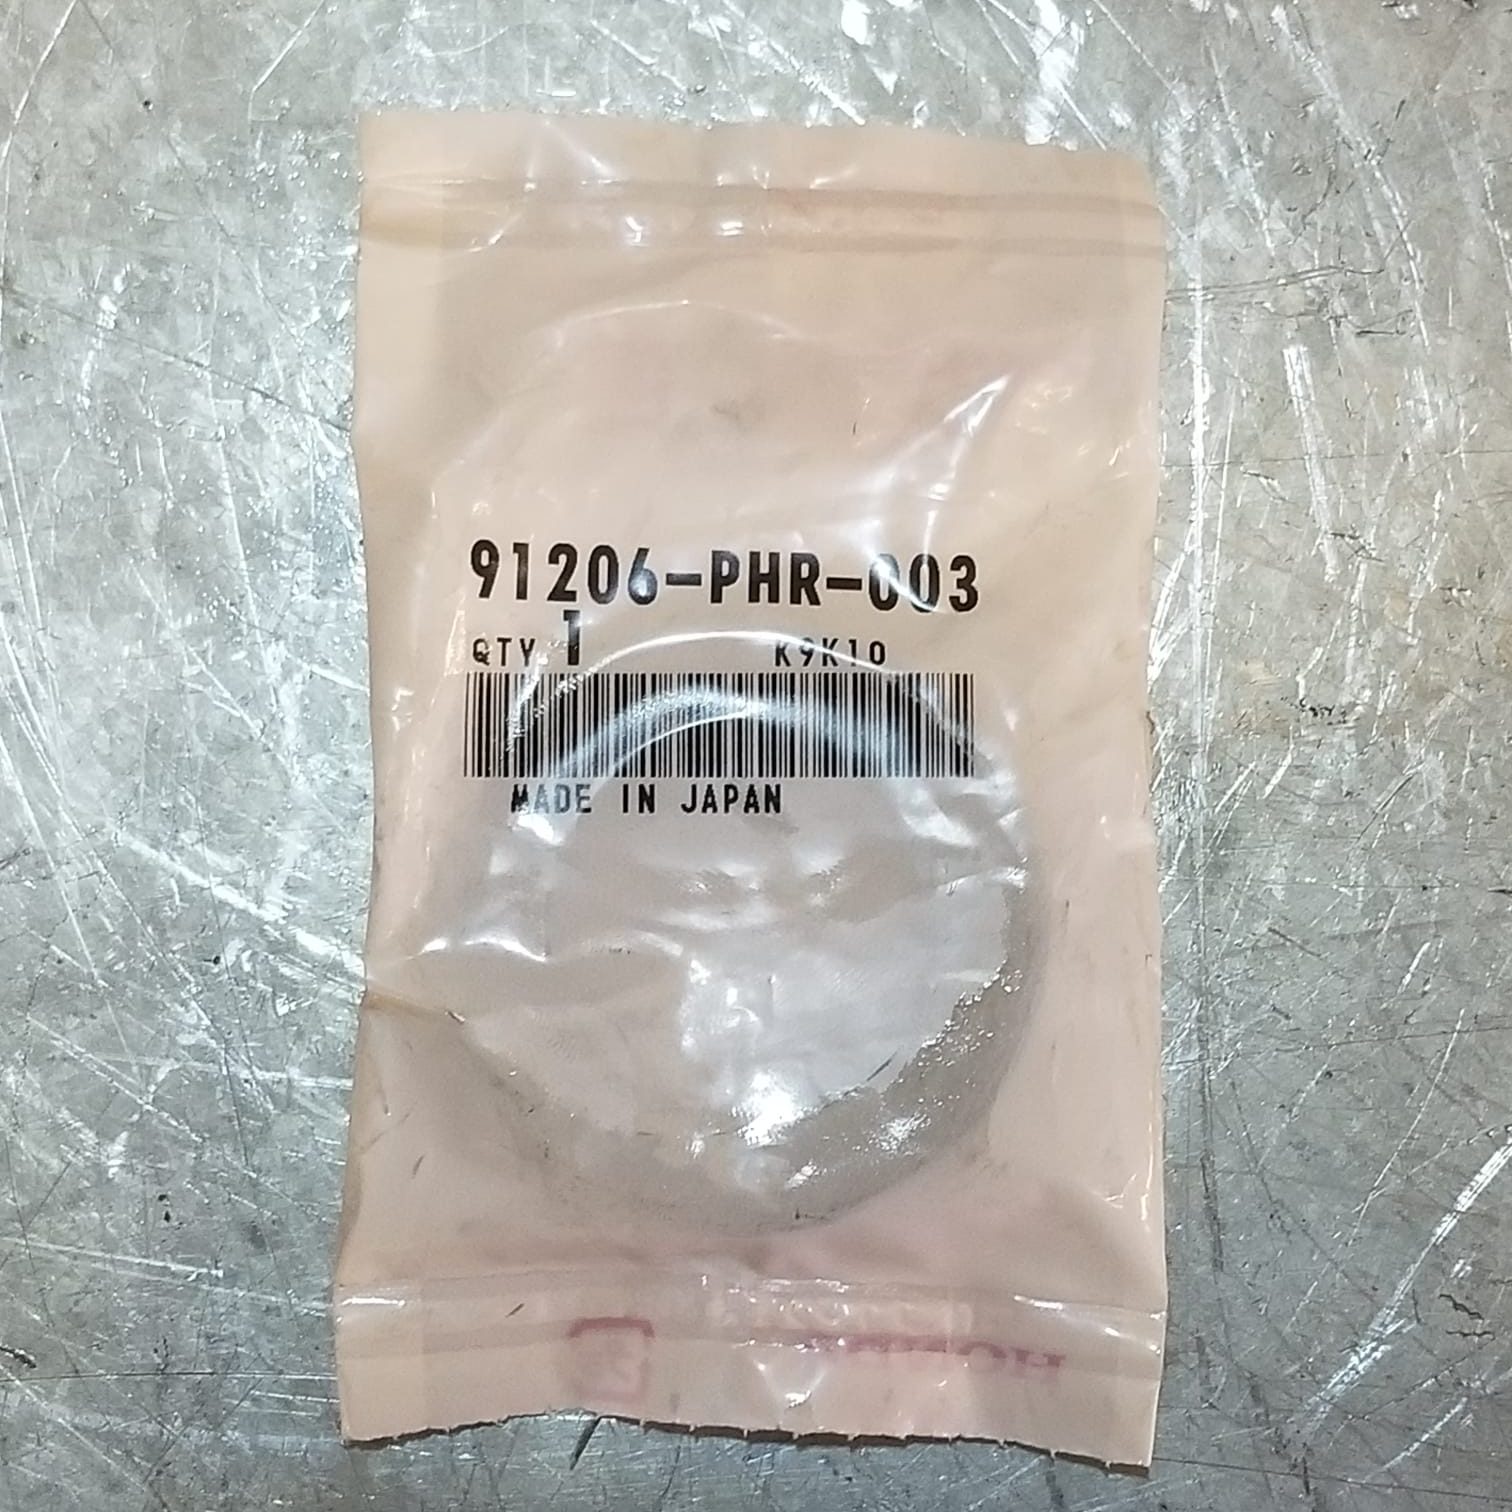 91206-PHR-003
QTY 1 K9K10
MADE IN JAPAN